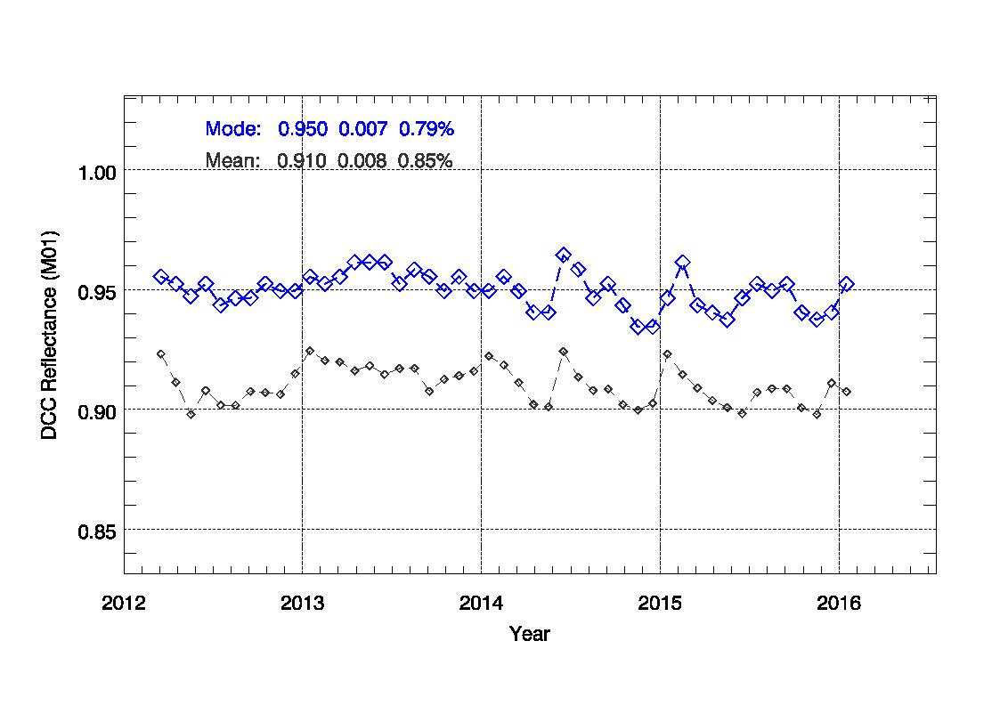 Mode: 0.950 0.007 0.79%
Mean: 0.910 0.008 0.85%
1.00
0.95
0.90
0.85
DCC Reflectance (M01)
2012 2013 2014 2015 2016
Year